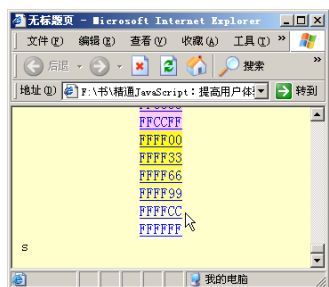 无标题页 - Microsoft Internet Explorer
文件(F) 编辑(E) 查看(V) 收藏(A) 工具(T) »
后退 搜索 »
地址(D) F:\书\精通JavaScript:提高用户体 转到
FFCCFF
FFFF00
FFFF33
FFFF66
FFFF99
FFFFCC
FFFFFF
s
我的电脑